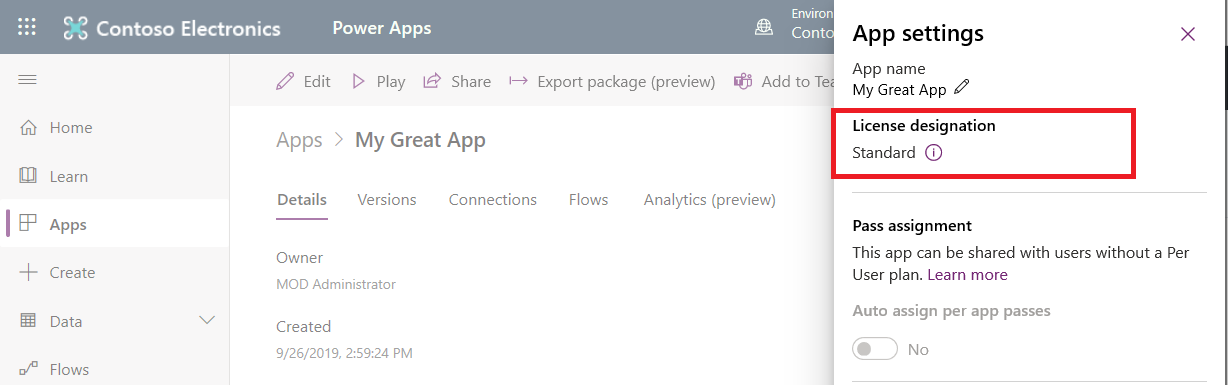 Contoso Electronics
Power Apps
Environ
Conto
Home
Learn
Apps
Create
Data
Flows
Edit
Play
Share
Export package (preview)
Add to Tea
Apps > My Great App
Details
Versions
Connections
Flows
Analytics (preview)
Owner
MOD Administrator
Created
9/26/2019, 2:59:24 PM
App settings
App name
My Great App
License designation
Standard
Pass assignment
This app can be shared with users without a Per
User plan. Learn more
Auto assign per app passes
No